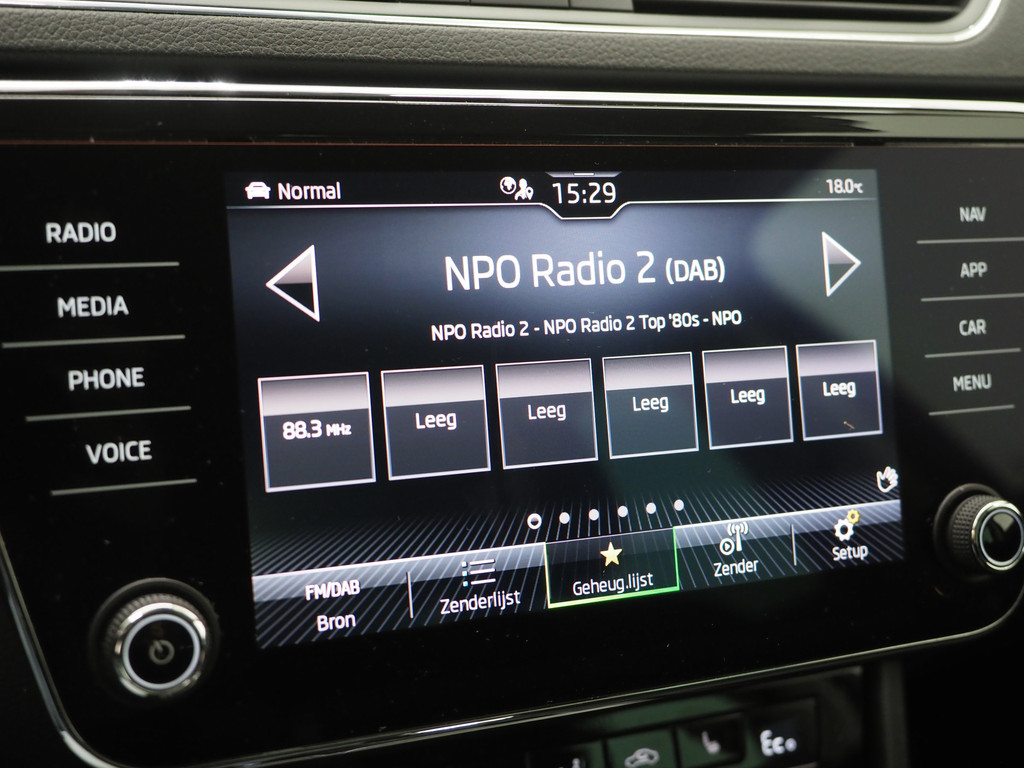 Normal 15:29 18.0°C
RADIO
MEDIA
PHONE
VOICE
NPO Radio 2 (DAB)
NPO Radio 2 - NPO Radio 2 Top '80s - NPO
88.3 MHz Leeg Leeg Leeg Leeg Leeg
FM/DAB
Bron Zenderlijst Geheug.lijst Zender Setup
NAV
APP
CAR
MENU
Eco